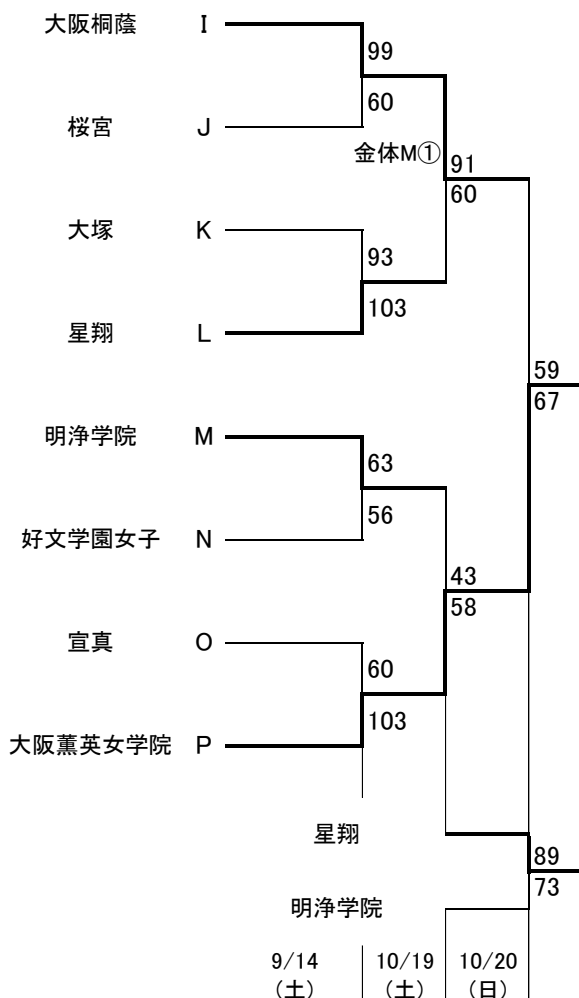 大阪桐蔭 I
99
60
桜宮 J
金体M①
91
60
大塚 K
93
103
星翔 L
59
67
明浄学院 M
63
56
好文学園女子 N
43
58
宣真 O
60
103
大阪薫英女学院 P
星翔
89
73
明浄学院
9/14 10/19 10/20
(土) (土) (日)